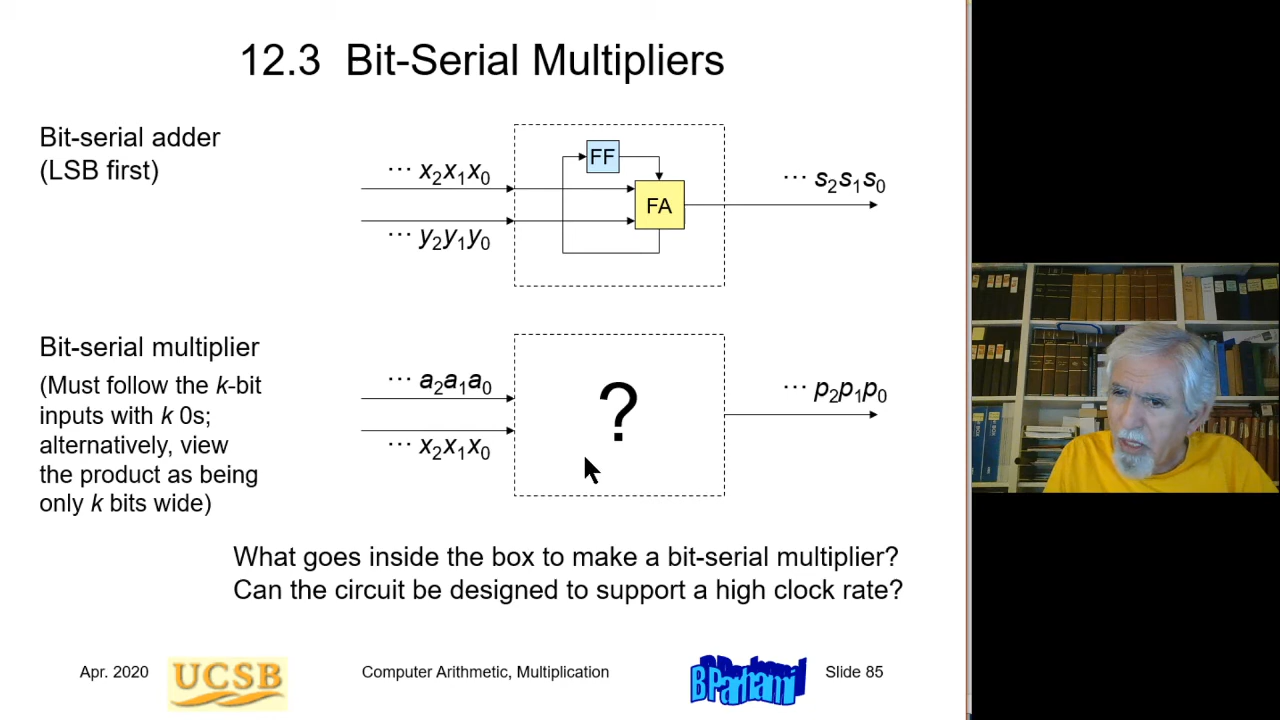 12.3 Bit-Serial Multipliers
Bit-serial adder
(LSB first)
⋯ x₂x₁x₀
⋯ y₂y₁y₀
FF
FA
⋯ s₂s₁s₀
Bit-serial multiplier
(Must follow the k-bit
inputs with k 0s;
alternatively, view
the product as being
only k bits wide)
⋯ a₂a₁a₀
⋯ x₂x₁x₀
?
⋯ p₂p₁p₀
What goes inside the box to make a bit-serial multiplier?
Can the circuit be designed to support a high clock rate?
Apr. 2020
UCSB
Computer Arithmetic, Multiplication
B Parhami
Slide 85